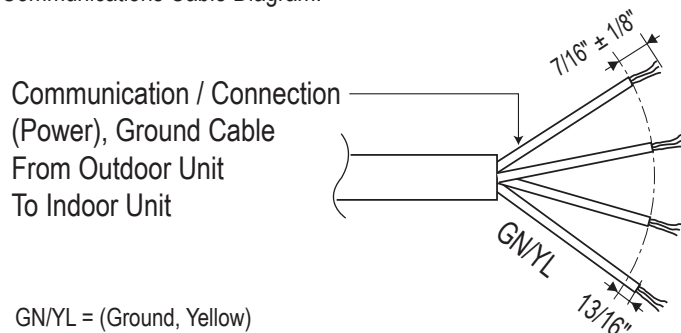 Communications Cable Diagram.
7/16" ± 1/8"
Communication / Connection
(Power), Ground Cable
From Outdoor Unit
To Indoor Unit
GN/YL
13/16"
GN/YL = (Ground, Yellow)